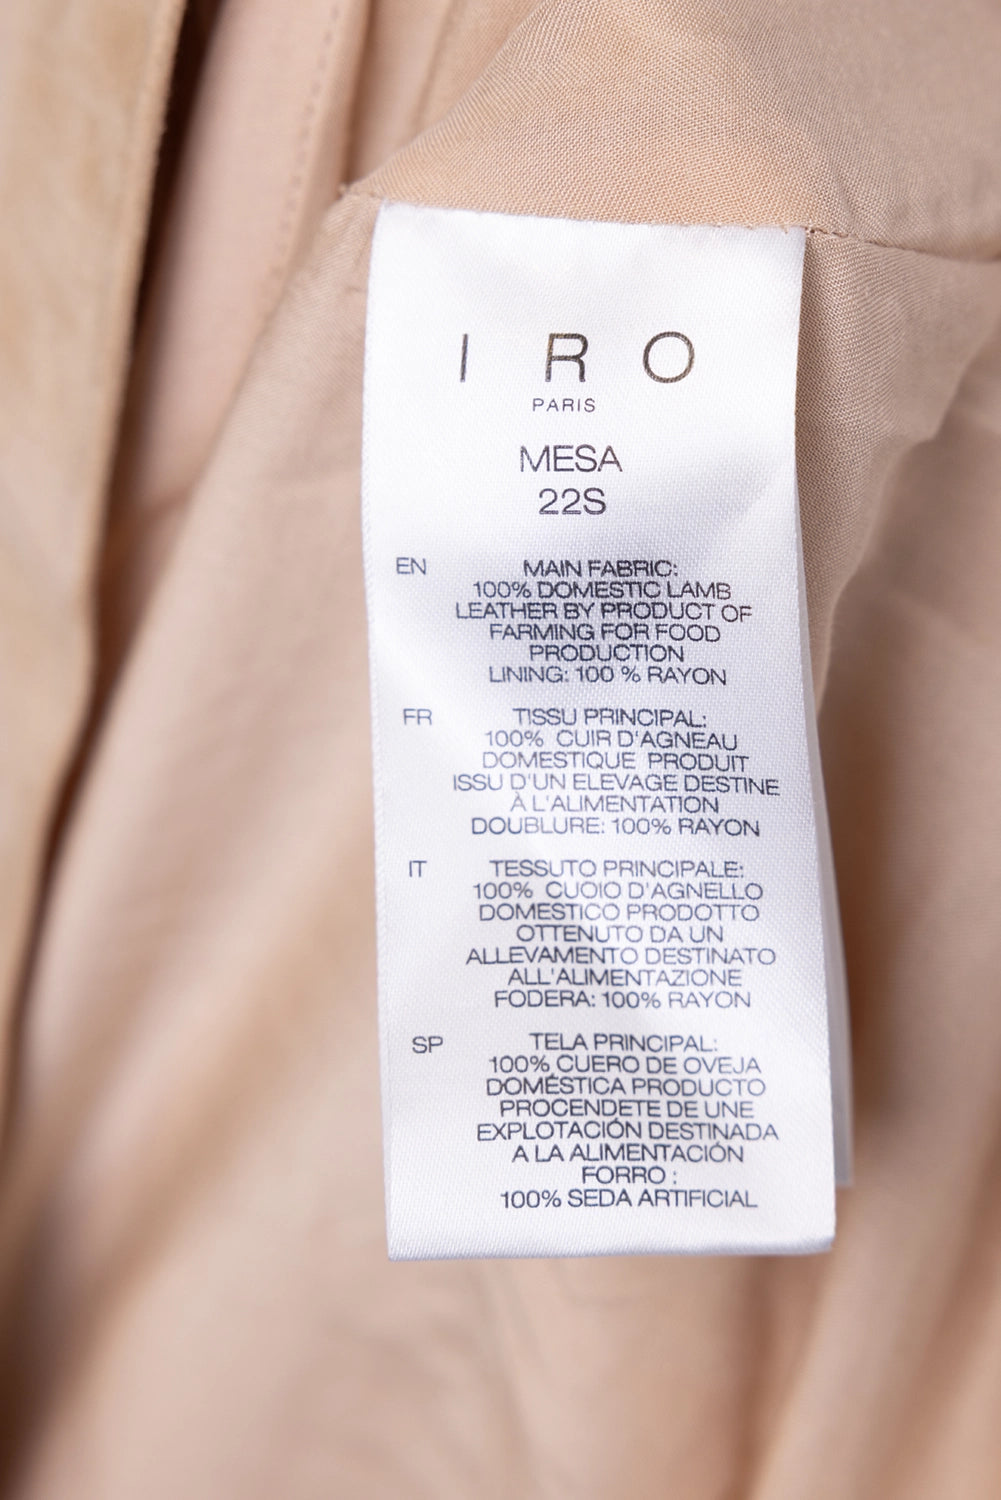 I R O
PARIS
MESA
22S
EN MAIN FABRIC:
100% DOMESTIC LAMB
LEATHER BY PRODUCT OF
FARMING FOR FOOD
PRODUCTION
LINING: 100 % RAYON
FR TISSU PRINCIPAL:
100% CUIR D'AGNEAU
DOMESTIQUE PRODUIT
ISSU D'UN ELEVAGE DESTINE
À L'ALIMENTATION
DOUBLURE: 100% RAYON
IT TESSUTO PRINCIPALE:
100% CUOIO D'AGNELLO
DOMESTICO PRODOTTO
OTTENUTO DA UN
ALLEVAMENTO DESTINATO
ALL'ALIMENTAZIONE
FODERA: 100% RAYON
SP TELA PRINCIPAL:
100% CUERO DE OVEJA
DOMÉSTICA PRODUCTO
PROCENDETE DE UNE
EXPLOTACIÓN DESTINADA
A LA ALIMENTACIÓN
FORRO :
100% SEDA ARTIFICIAL